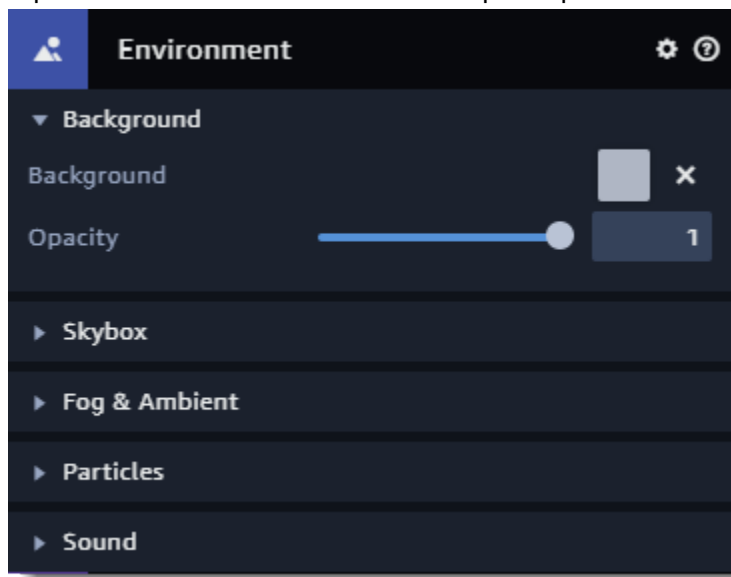 Environment
Background
Background
Opacity 1
Skybox
Fog & Ambient
Particles
Sound